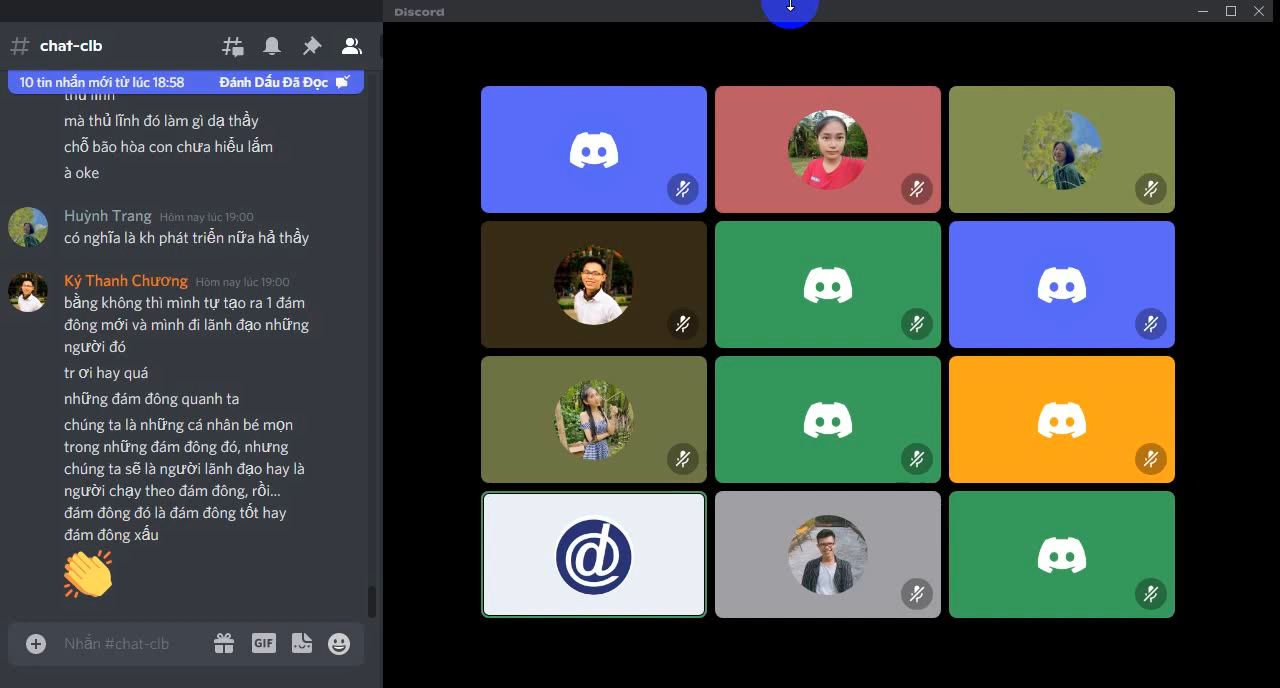 Discord
chat-clb
10 tin nhắn mới từ lúc 18:58 Đánh Dấu Đã Đọc
thủ lĩnh
mà thủ lĩnh đó làm gì dạ thầy
chỗ bão hòa con chưa hiểu lắm
à oke
Huỳnh Trang Hôm nay lúc 19:00
có nghĩa là kh phát triển nữa hả thầy
Ký Thanh Chương Hôm nay lúc 19:00
bằng không thì mình tự tạo ra 1 đám
đông mới và mình đi lãnh đạo những
người đó
tr ơi hay quá
những đám đông quanh ta
chúng ta là những cá nhân bé mọn
trong những đám đông đó, nhưng
chúng ta sẽ là người lãnh đạo hay là
người chạy theo đám đông, rồi...
đám đông đó là đám đông tốt hay
đám đông xấu
Nhắn #chat-clb
GIF